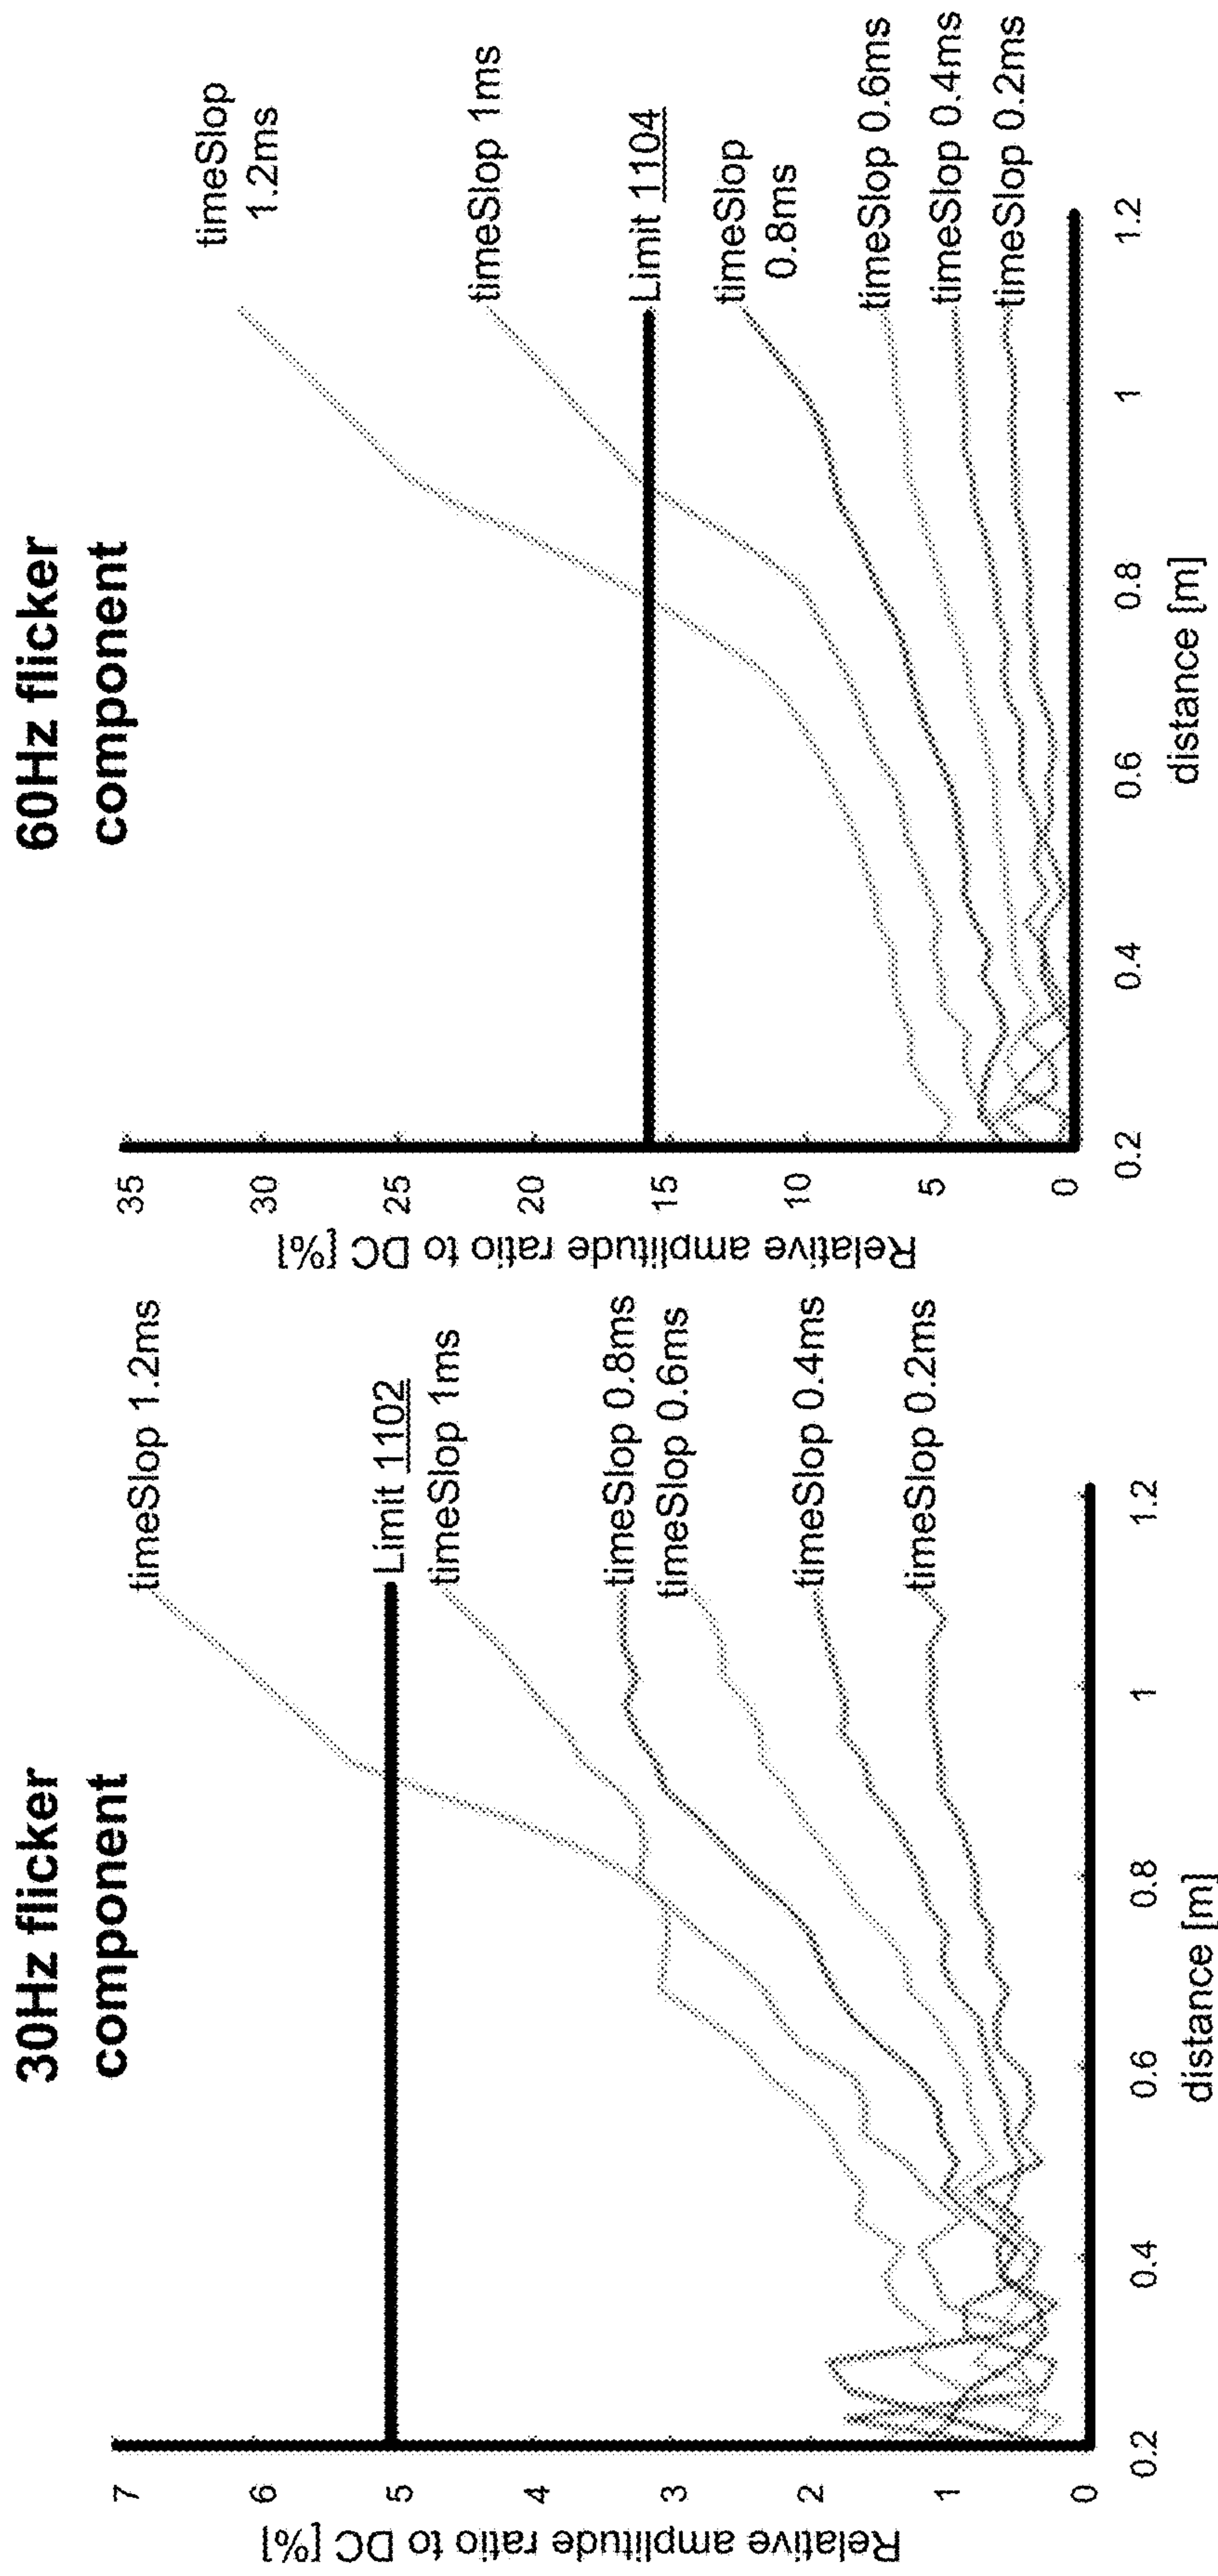 30Hz flicker
component
Relative amplitude ratio to DC [%]
7
6
5
4
3
2
1
0
0.2
0.4
0.6
0.8
1
1.2
distance [m]
timeSlop 1.2ms
Limit 1102
timeSlop 1ms
timeSlop 0.8ms
timeSlop 0.6ms
timeSlop 0.4ms
timeSlop 0.2ms
60Hz flicker
component
Relative amplitude ratio to DC [%]
35
30
25
20
15
10
5
0
0.2
0.4
0.6
0.8
1
1.2
distance [m]
timeSlop
1.2ms
timeSlop 1ms
Limit 1104
timeSlop
0.8ms
timeSlop 0.6ms
timeSlop 0.4ms
timeSlop 0.2ms